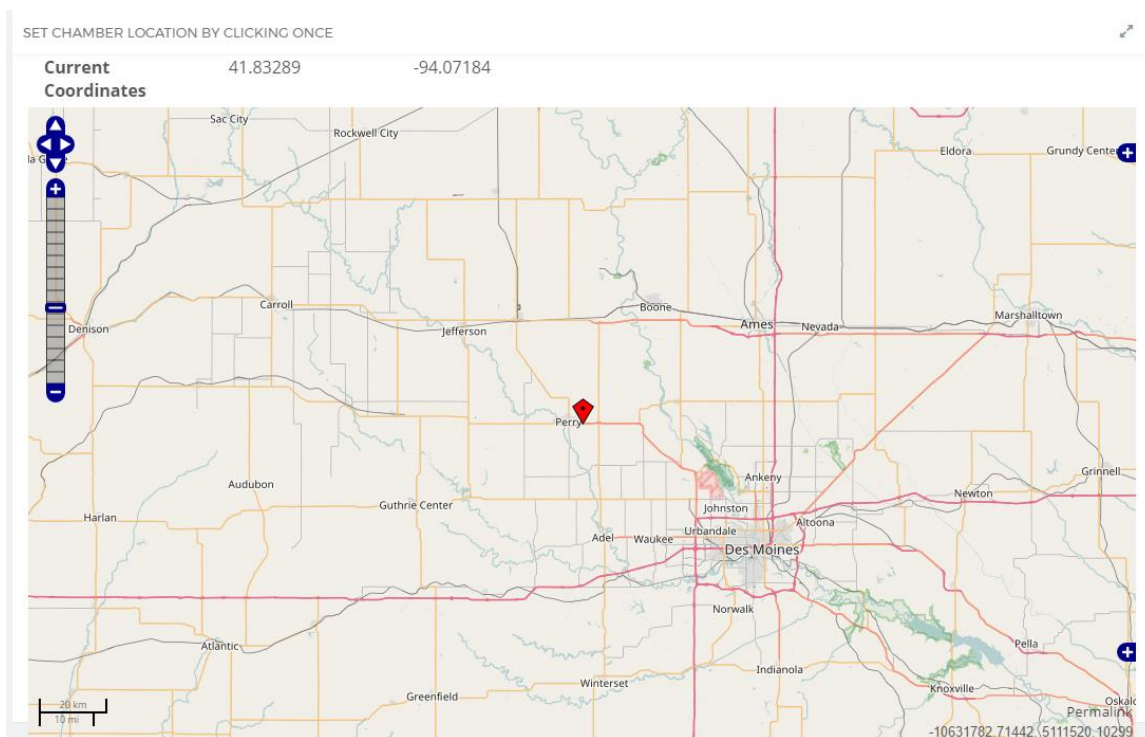 SET CHAMBER LOCATION BY CLICKING ONCE
Current Coordinates 41.83289 -94.07184
Sac City
Rockwell City
Eldora
Grundy Cente
Carroll
Boone
Denison
Jefferson
Ames
Nevada
Marshalltown
Perry
Audubon
Ankeny
Grinnell
Harlan
Guthrie Center
Johnston
Newton
Adel
Waukee
Urbandale
Altoona
Des Moines
Norwalk
Atlantic
Pella
Indianola
Winterset
Greenfield
Knoxville
Oskalo
20 km
10 mi
Permalink
-10631782.71442, 5111520.10299